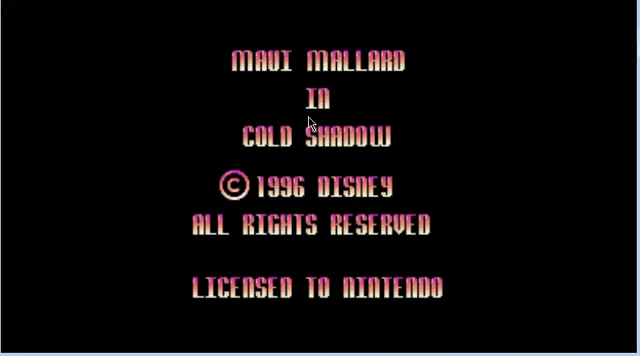 MAUI MALLARD
IN
COLD SHADOW
© 1996 DISNEY
ALL RIGHTS RESERVED
LICENSED TO NINTENDO